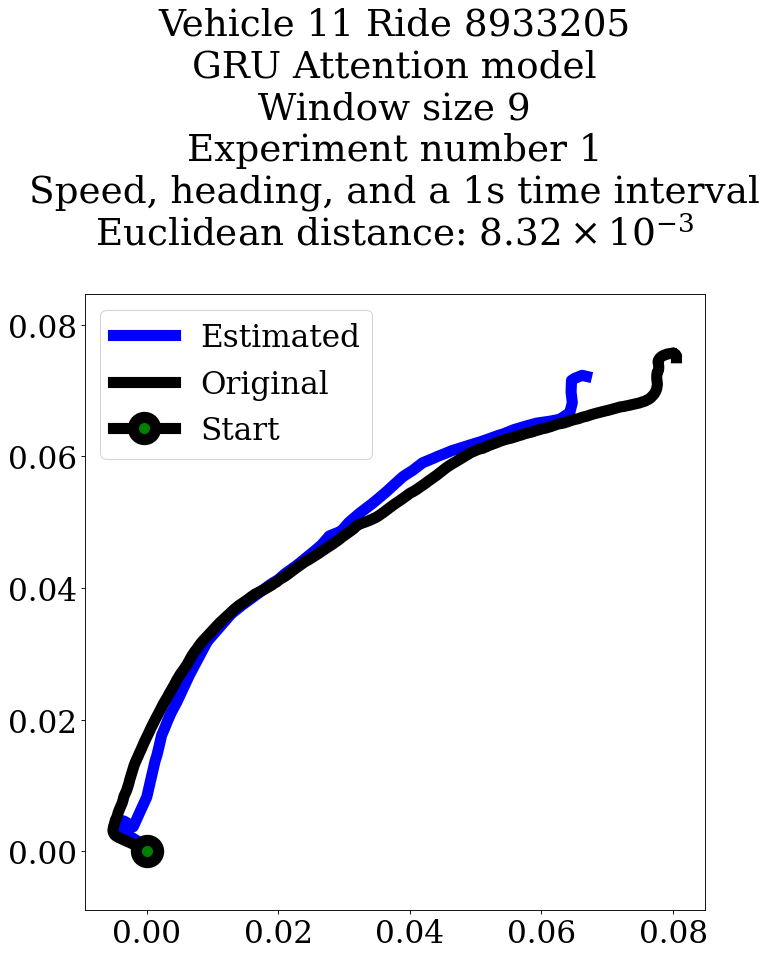 Vehicle 11 Ride 8933205
GRU Attention model
Window size 9
Experiment number 1
Speed, heading, and a 1s time interval
Euclidean distance: 8.32 × 10⁻³
Estimated
Original
Start
0.08
0.06
0.04
0.02
0.00
0.00 0.02 0.04 0.06 0.08